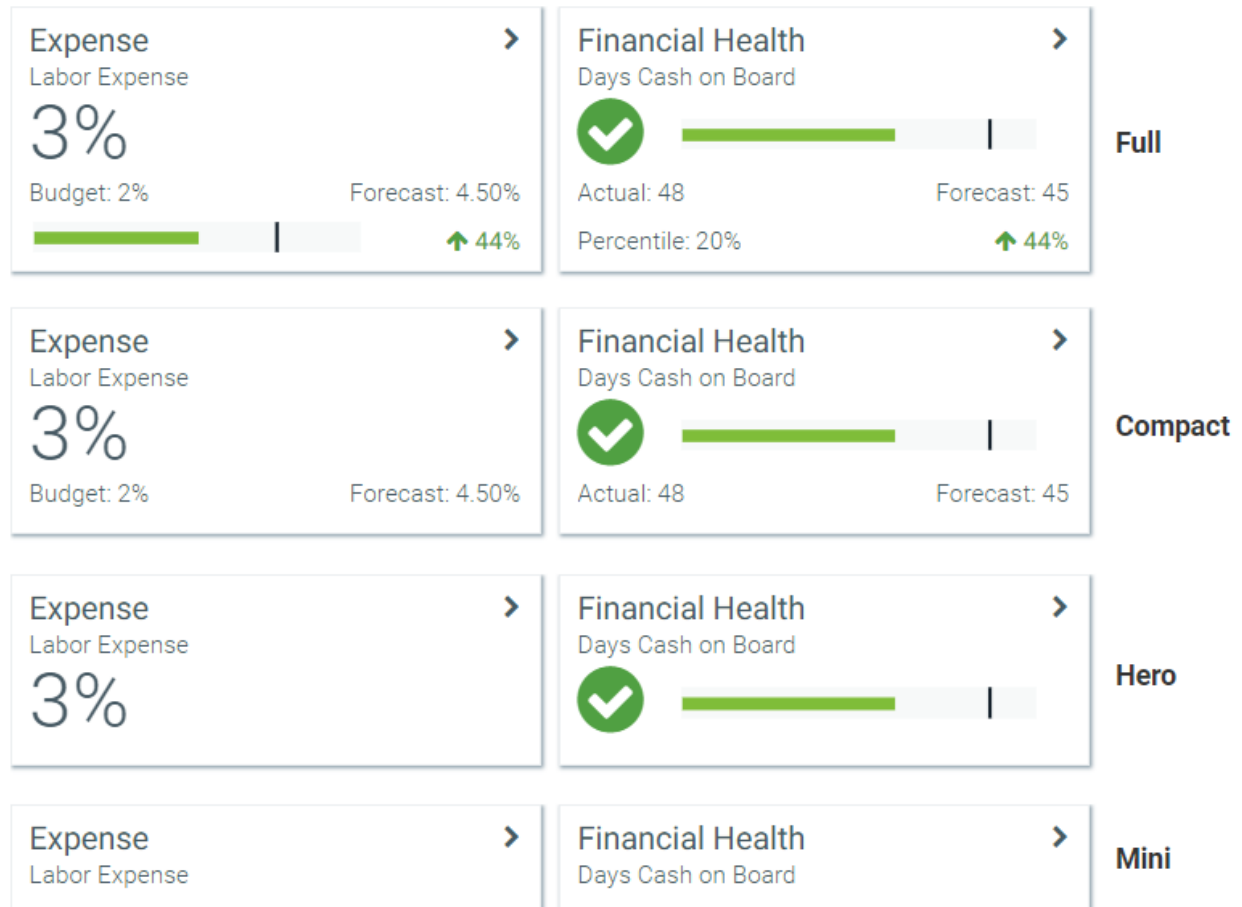 Expense
Labor Expense
3%
Budget: 2% Forecast: 4.50%
44%
Financial Health
Days Cash on Board
Actual: 48 Forecast: 45
Percentile: 20% 44%
Full
Expense
Labor Expense
3%
Budget: 2% Forecast: 4.50%
Financial Health
Days Cash on Board
Actual: 48 Forecast: 45
Compact
Expense
Labor Expense
3%
Financial Health
Days Cash on Board
Hero
Expense
Labor Expense
Financial Health
Days Cash on Board
Mini